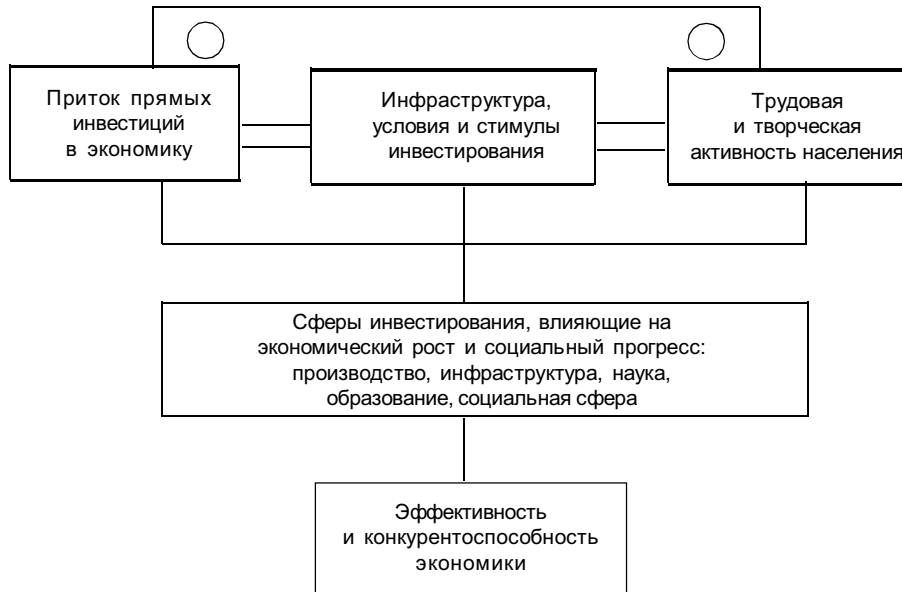 Приток прямых
инвестиций
в экономику
Инфраструктура,
условия и стимулы
инвестирования
Трудовая
и творческая
активность населения
Сферы инвестирования, влияющие на
экономический рост и социальный прогресс:
производство, инфраструктура, наука,
образование, социальная сфера
Эффективность
и конкурентоспособность
экономики